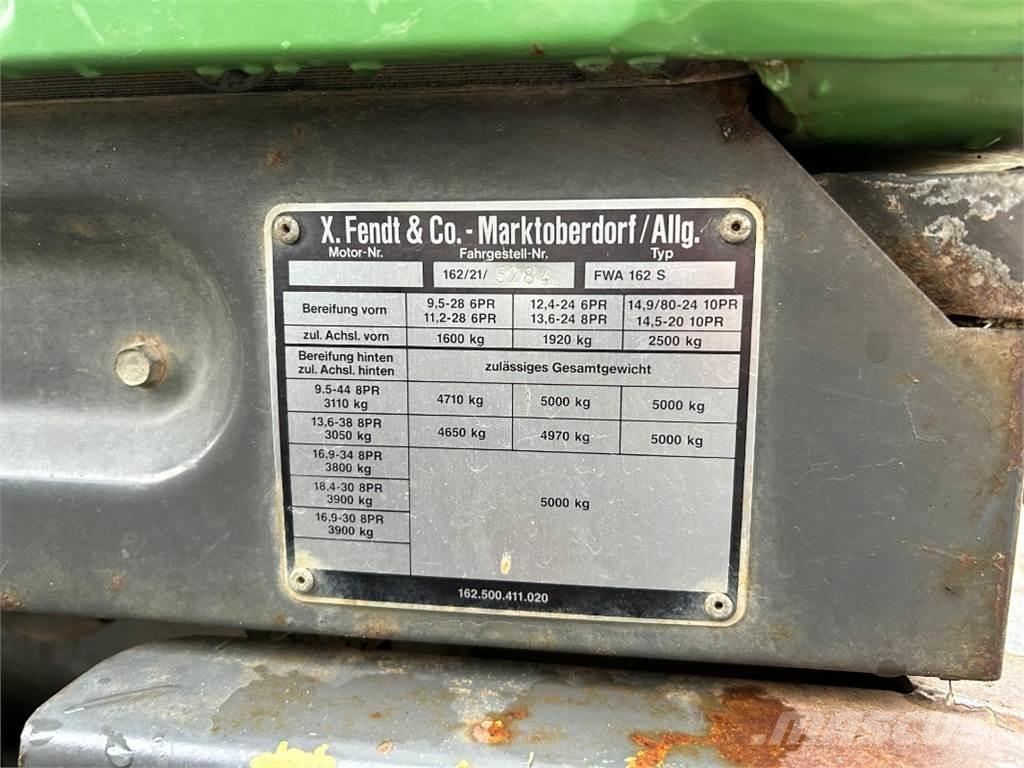 X. Fendt & Co. - Marktoberdorf/Allg.
Motor-Nr. Fahrgestell-Nr. Typ
162/21/ 5284 FWA 162 S
Bereifung vorn 9,5-28 6PR 12,4-24 6PR 14,9/80-24 10PR
11,2-28 6PR 13,6-24 8PR 14,5-20 10PR
zul. Achsl. vorn 1600 kg 1920 kg 2500 kg
Bereifung hinten
zul. Achsl. hinten zulässiges Gesamtgewicht
9.5-44 8PR
3110 kg 4710 kg 5000 kg 5000 kg
13,6-38 8PR
3050 kg 4650 kg 4970 kg 5000 kg
16.9-34 8PR
3800 kg
18.4-30 8PR
3900 kg 5000 kg
16.9-30 8PR
3900 kg
162.500.411.020
MASCUS